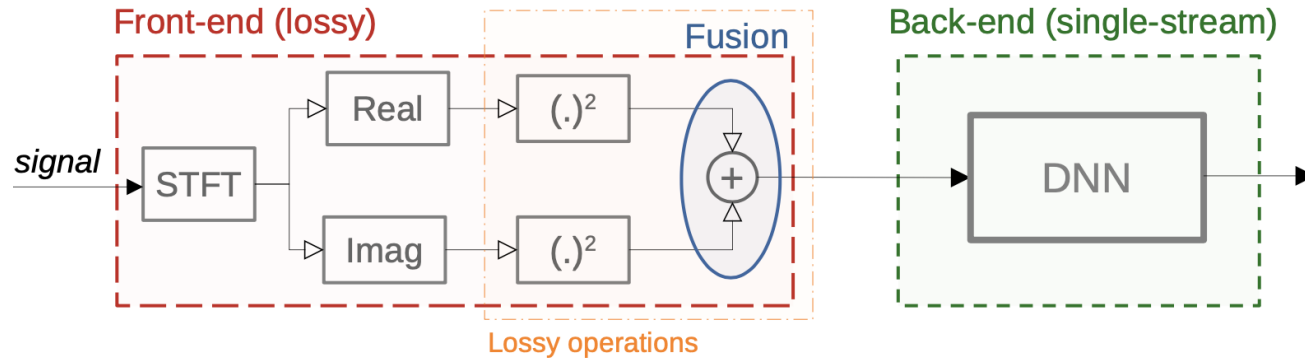 Front-end (lossy)
Fusion
Back-end (single-stream)
signal
STFT
Real
(.)²
Imag
(.)²
+
DNN
Lossy operations